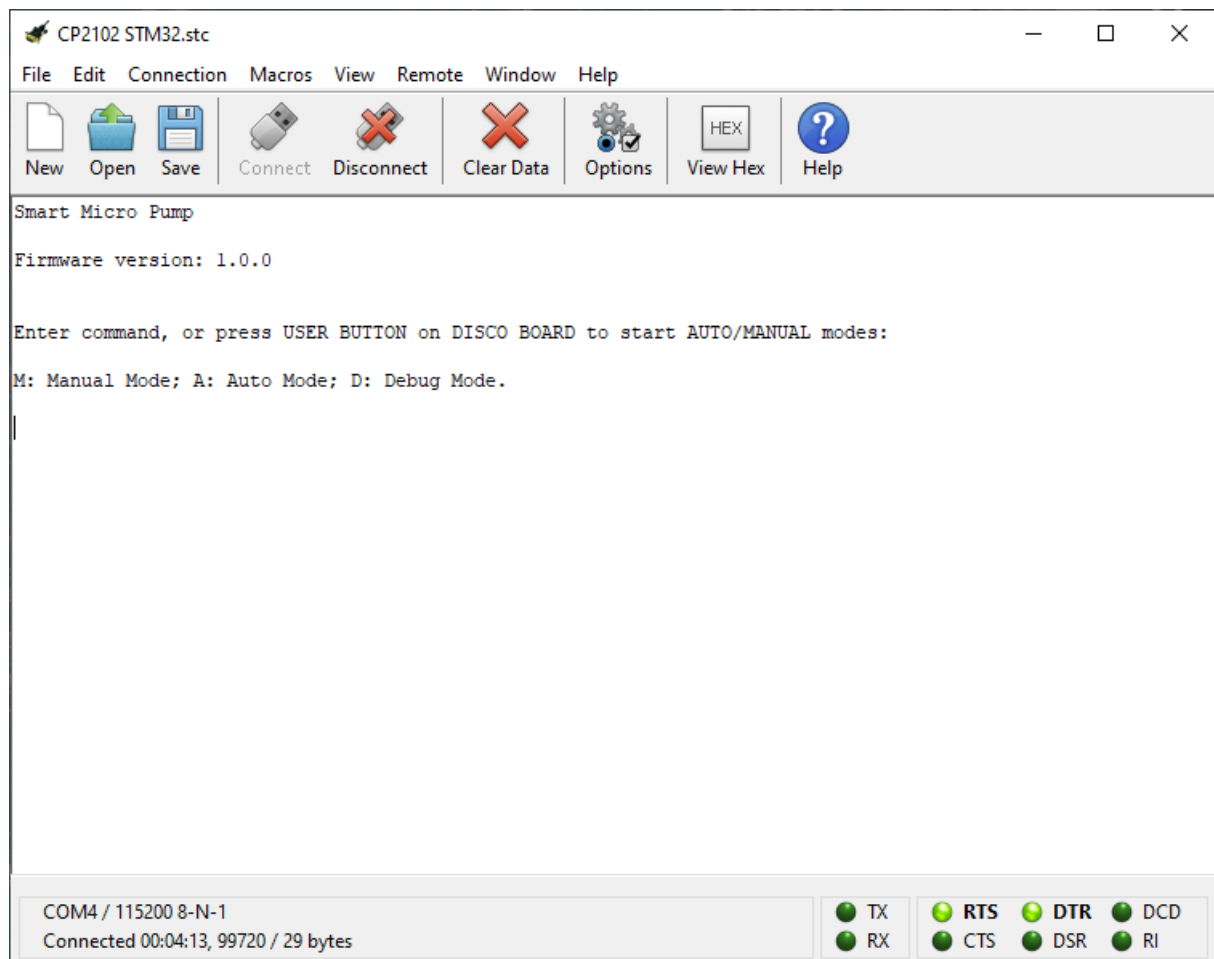 CP2102 STM32.stc
File Edit Connection Macros View Remote Window Help
HEX ?
New Open Save Connect Disconnect Clear Data Options View Hex Help
Smart Micro Pump
Firmware version: 1.0.0
Enter command, or press USER BUTTON on DISCO BOARD to start AUTO/MANUAL modes:
M: Manual Mode; A: Auto Mode; D: Debug Mode.
COM4 / 115200 8-N-1
Connected 00:04:13, 99720 / 29 bytes
TX RTS DTR DCD
RX CTS DSR RI